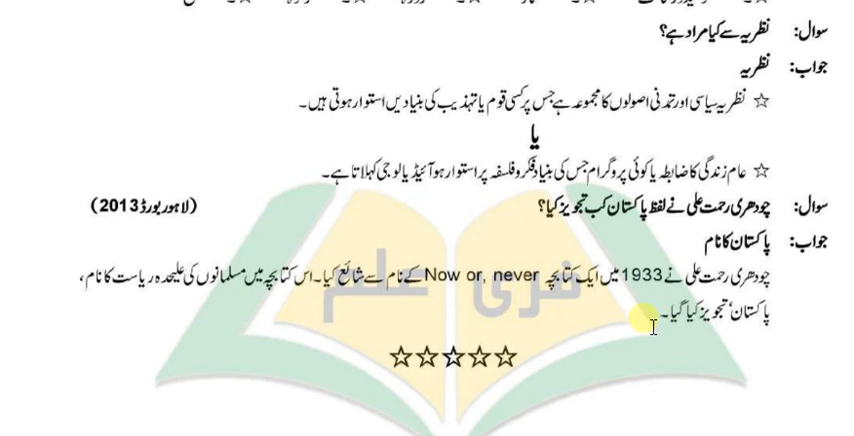 سوال: نظریہ سے کیا مراد ہے؟
جواب: نظریہ
☆ نظریہ سیاسی اور تمدنی اصولوں کا مجموعہ ہے جس پر کسی قوم یا تہذیب کی بنیادیں استوار ہوتی ہیں۔
یا
☆ عام زندگی کا ضابطہ یا کوئی پروگرام جس کی بنیاد فکر و فلسفہ پر استوار ہو آئیڈیالوجی کہلاتا ہے۔
سوال: چودھری رحمت علی نے لفظ پاکستان کب تجویز کیا؟ (لاہور بورڈ 2013)
جواب: پاکستان کا نام
چودھری رحمت علی نے 1933 میں ایک کتابچہ Now or, never کے نام سے شائع کیا۔ اس کتابچہ میں مسلمانوں کی علیحدہ ریاست کا نام،
پاکستان' تجویز کیا گیا۔
☆☆☆☆☆
فری علم